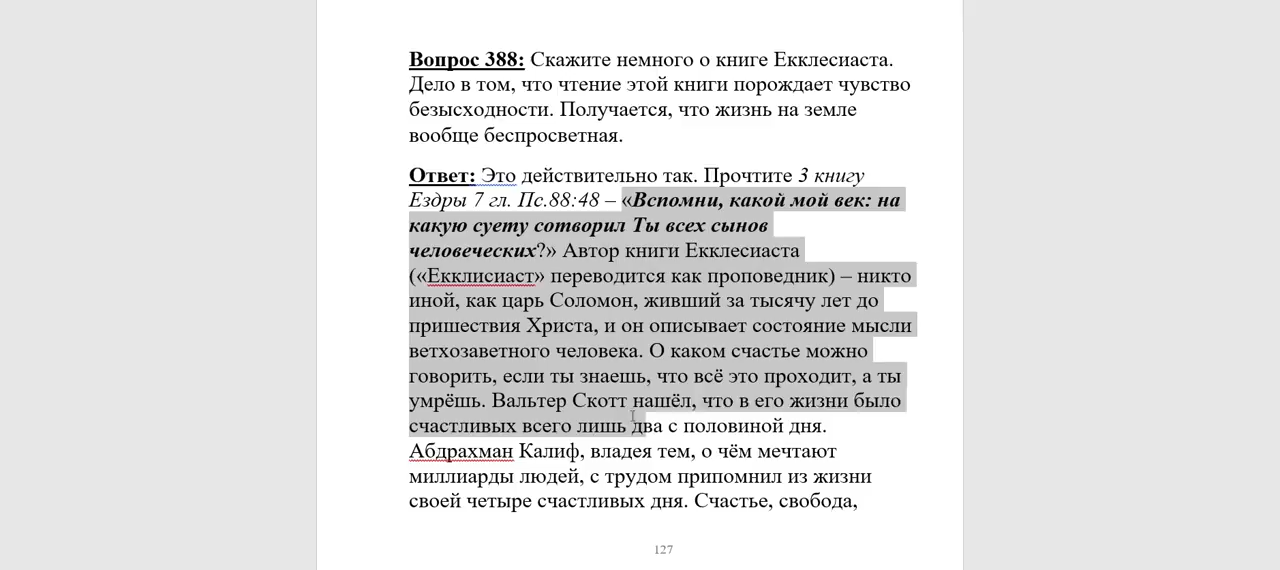 Вопрос 388: Скажите немного о книге Екклесиаста.
Дело в том, что чтение этой книги порождает чувство
безысходности. Получается, что жизнь на земле
вообще беспросветная.
Ответ: Это действительно так. Прочтите 3 книгу
Ездры 7 гл. Пс.88:48 – «Вспомни, какой мой век: на
какую суету сотворил Ты всех сынов
человеческих?» Автор книги Екклесиаста
(«Екклисиаст» переводится как проповедник) – никто
иной, как царь Соломон, живший за тысячу лет до
пришествия Христа, и он описывает состояние мысли
ветхозаветного человека. О каком счастье можно
говорить, если ты знаешь, что всё это проходит, а ты
умрёшь. Вальтер Скотт нашёл, что в его жизни было
счастливых всего лишь два с половиной дня.
Абдрахман Калиф, владея тем, о чём мечтают
миллиарды людей, с трудом припомнил из жизни
своей четыре счастливых дня. Счастье, свобода,
127